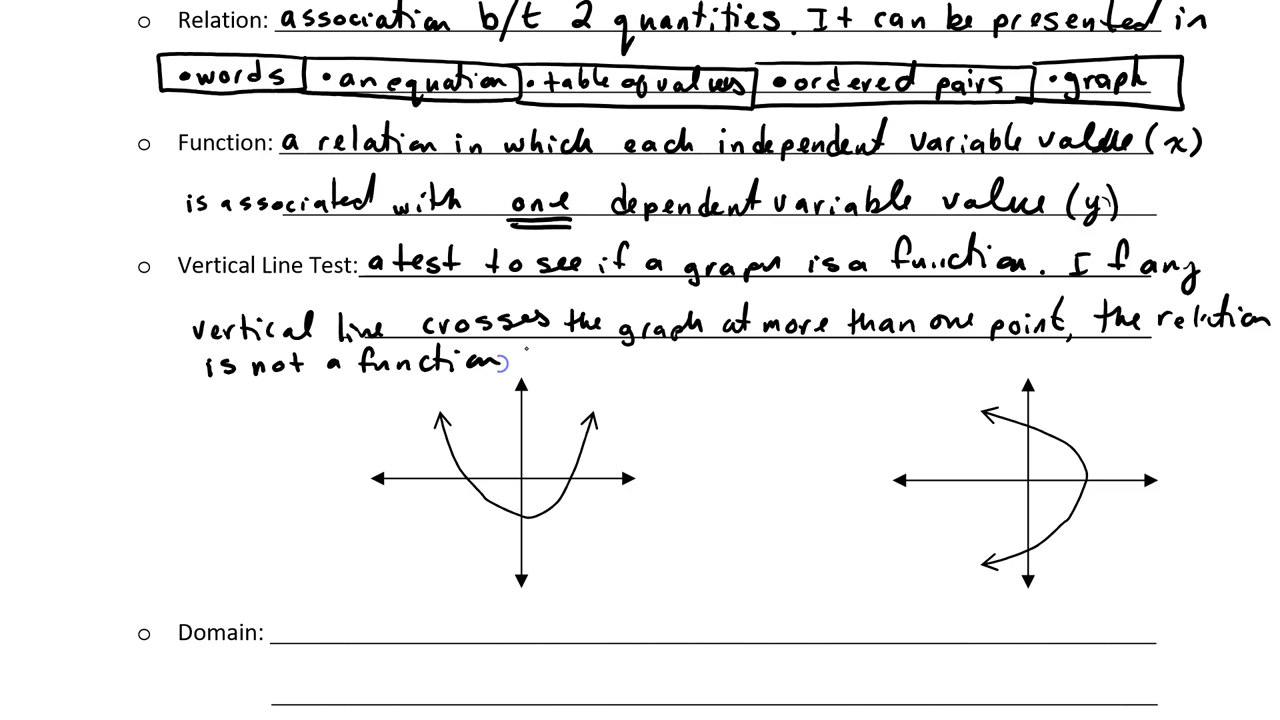 o Relation: association b/t 2 quantities. It can be presented in
• words • an equation • table of values • ordered pairs • graph
o Function: a relation in which each independent variable value (x)
is associated with one dependent variable value (y)
o Vertical Line Test: a test to see if a graph is a function. If any
vertical line crosses the graph at more than one point, the relation
is not a function
o Domain: